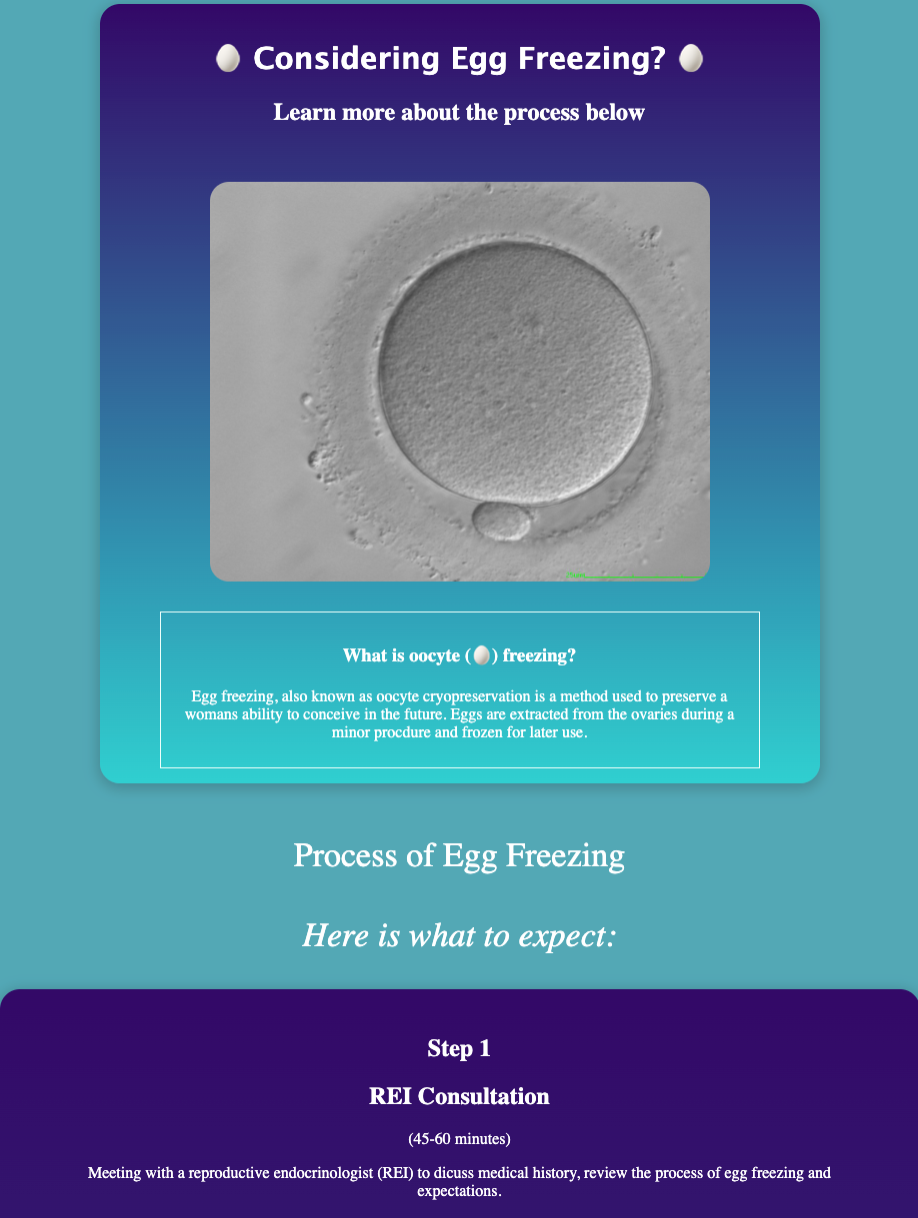 🥚 Considering Egg Freezing? 🥚
Learn more about the process below
What is oocyte (🥚) freezing?
Egg freezing, also known as oocyte cryopreservation is a method used to preserve a
womans ability to conceive in the future. Eggs are extracted from the ovaries during a
minor procdure and frozen for later use.
Process of Egg Freezing
Here is what to expect:
Step 1
REI Consultation
(45-60 minutes)
Meeting with a reproductive endocrinologist (REI) to dicuss medical history, review the process of egg freezing and
expectations.